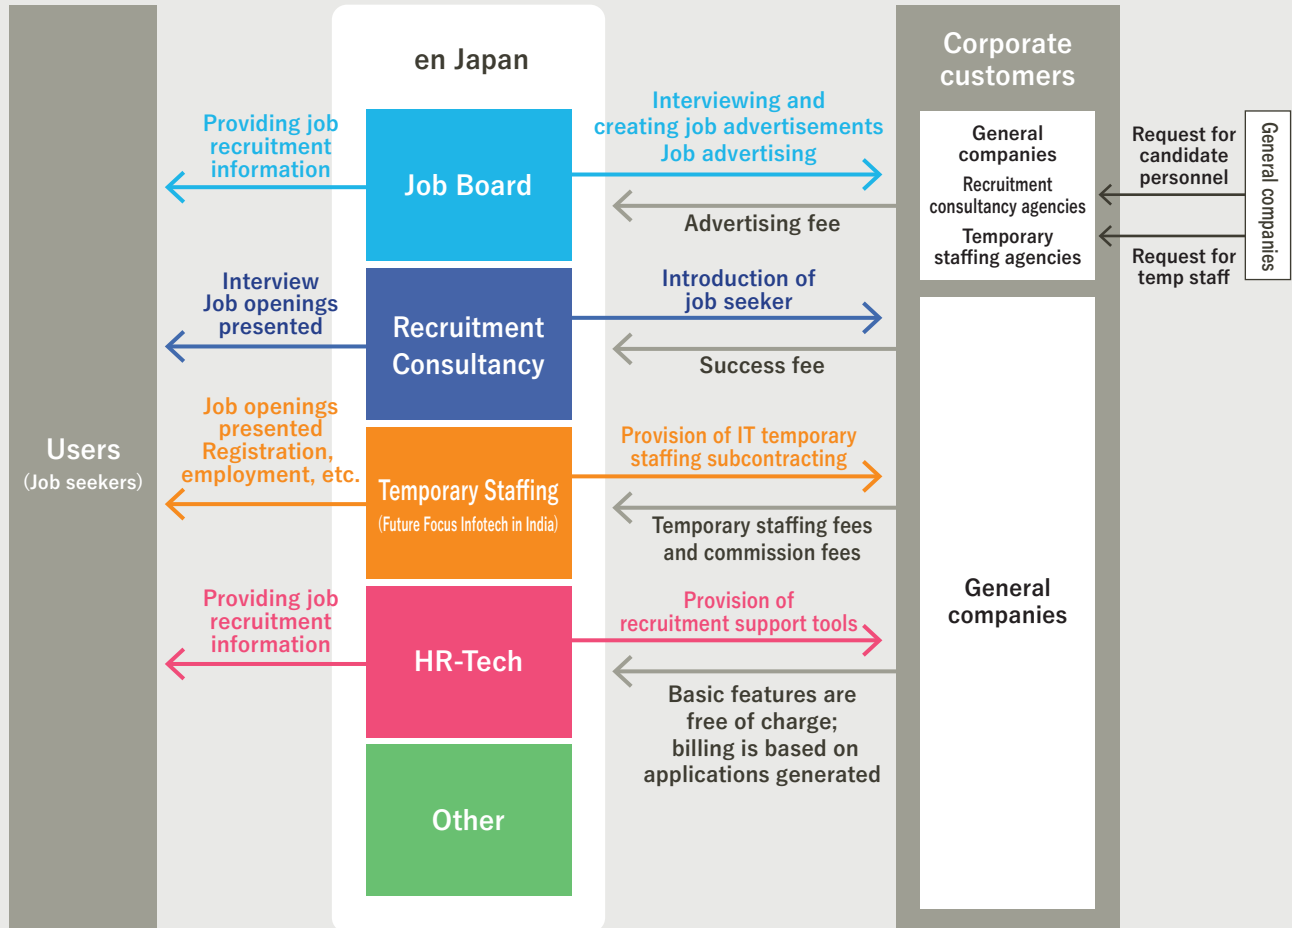 Users
(Job seekers)
Providing job
recruitment
information
Interview
Job openings
presented
Job openings
presented
Registration,
employment, etc.
Providing job
recruitment
information
en Japan
Job Board
Recruitment
Consultancy
Temporary Staffing
(Future Focus Infotech in India)
HR-Tech
Other
Interviewing and
creating job advertisements
Job advertising
Advertising fee
Introduction of
job seeker
Success fee
Provision of IT temporary
staffing subcontracting
Temporary staffing fees
and commission fees
Provision of
recruitment support tools
Basic features are
free of charge;
billing is based on
applications generated
Corporate
customers
General
companies
Recruitment
consultancy agencies
Temporary
staffing agencies
General
companies
Request for
candidate
personnel
Request for
temp staff
General companies